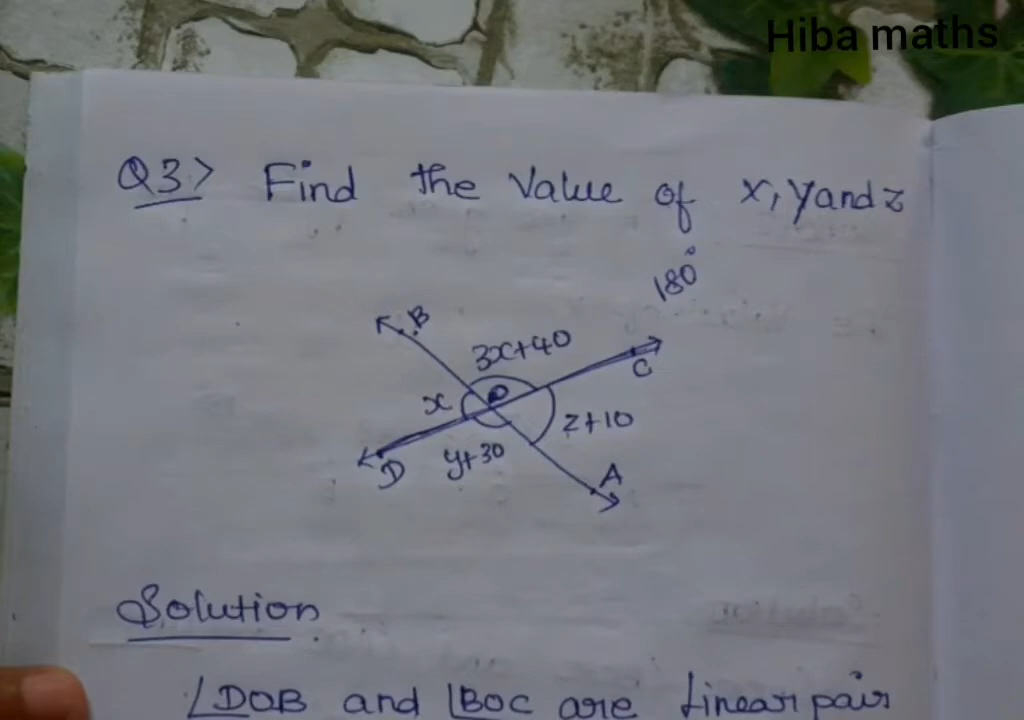 Hiba maths
Q3> Find the Value of x, y and z
180°
B
3x+40
C
x
O
z+10
D
y+30
A
Solution
∠DOB and ∠BOC are Linear pair